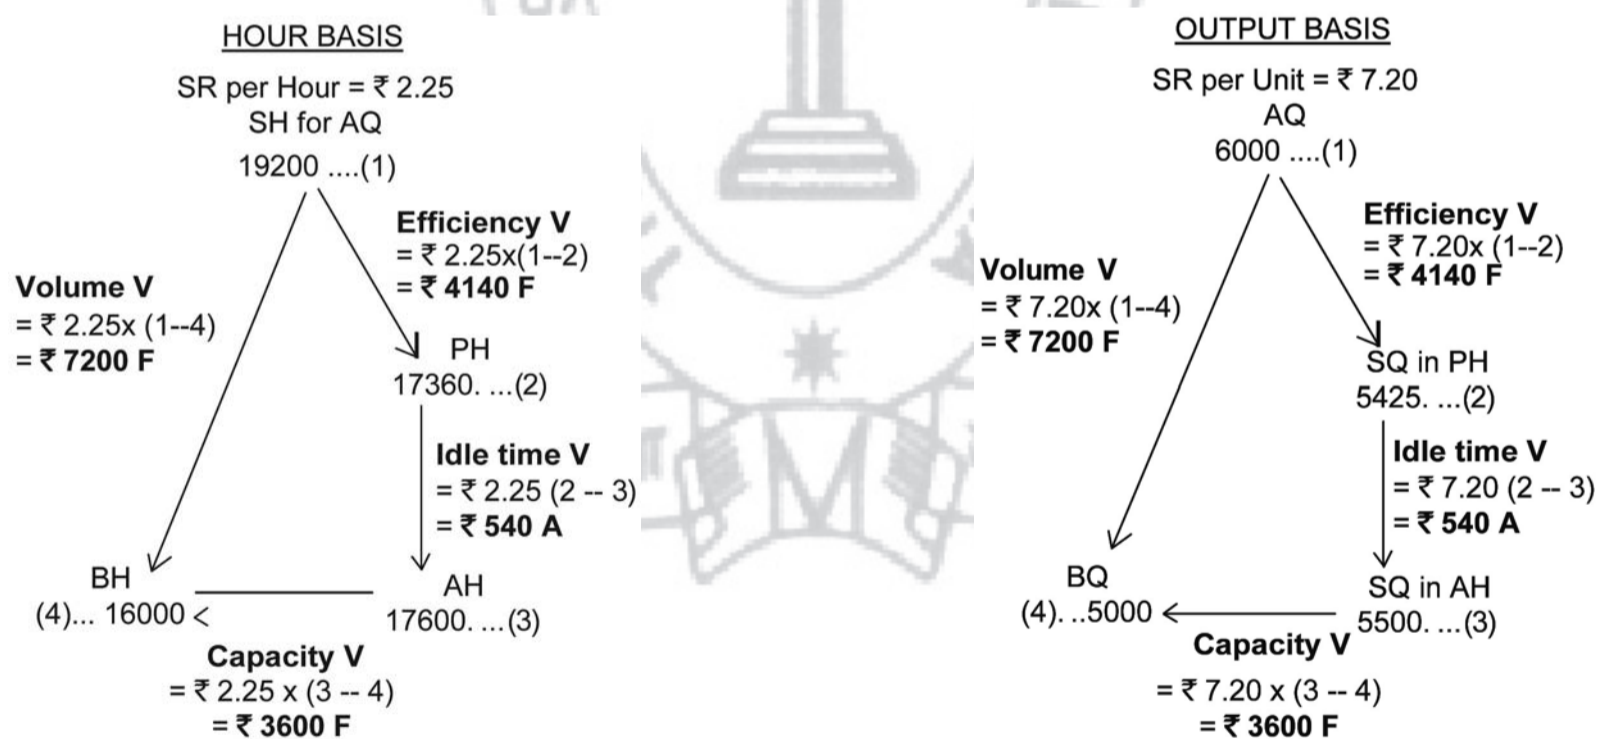 HOUR BASIS
SR per Hour = ₹ 2.25
SH for AQ
19200 ....(1)
Efficiency V
= ₹ 2.25x(1--2)
= ₹ 4140 F
Volume V
= ₹ 2.25x (1--4)
= ₹ 7200 F
PH
17360. ...(2)
Idle time V
= ₹ 2.25 (2 -- 3)
= ₹ 540 A
BH
(4)... 16000 <
AH
17600. ...(3)
Capacity V
= ₹ 2.25 x (3 -- 4)
= ₹ 3600 F
OUTPUT BASIS
SR per Unit = ₹ 7.20
AQ
6000 ....(1)
Efficiency V
= ₹ 7.20x (1--2)
= ₹ 4140 F
Volume V
= ₹ 7.20x (1--4)
= ₹ 7200 F
SQ in PH
5425. ...(2)
Idle time V
= ₹ 7.20 (2 -- 3)
= ₹ 540 A
BQ
(4). ..5000
SQ in AH
5500. ...(3)
Capacity V
= ₹ 7.20 x (3 -- 4)
= ₹ 3600 F